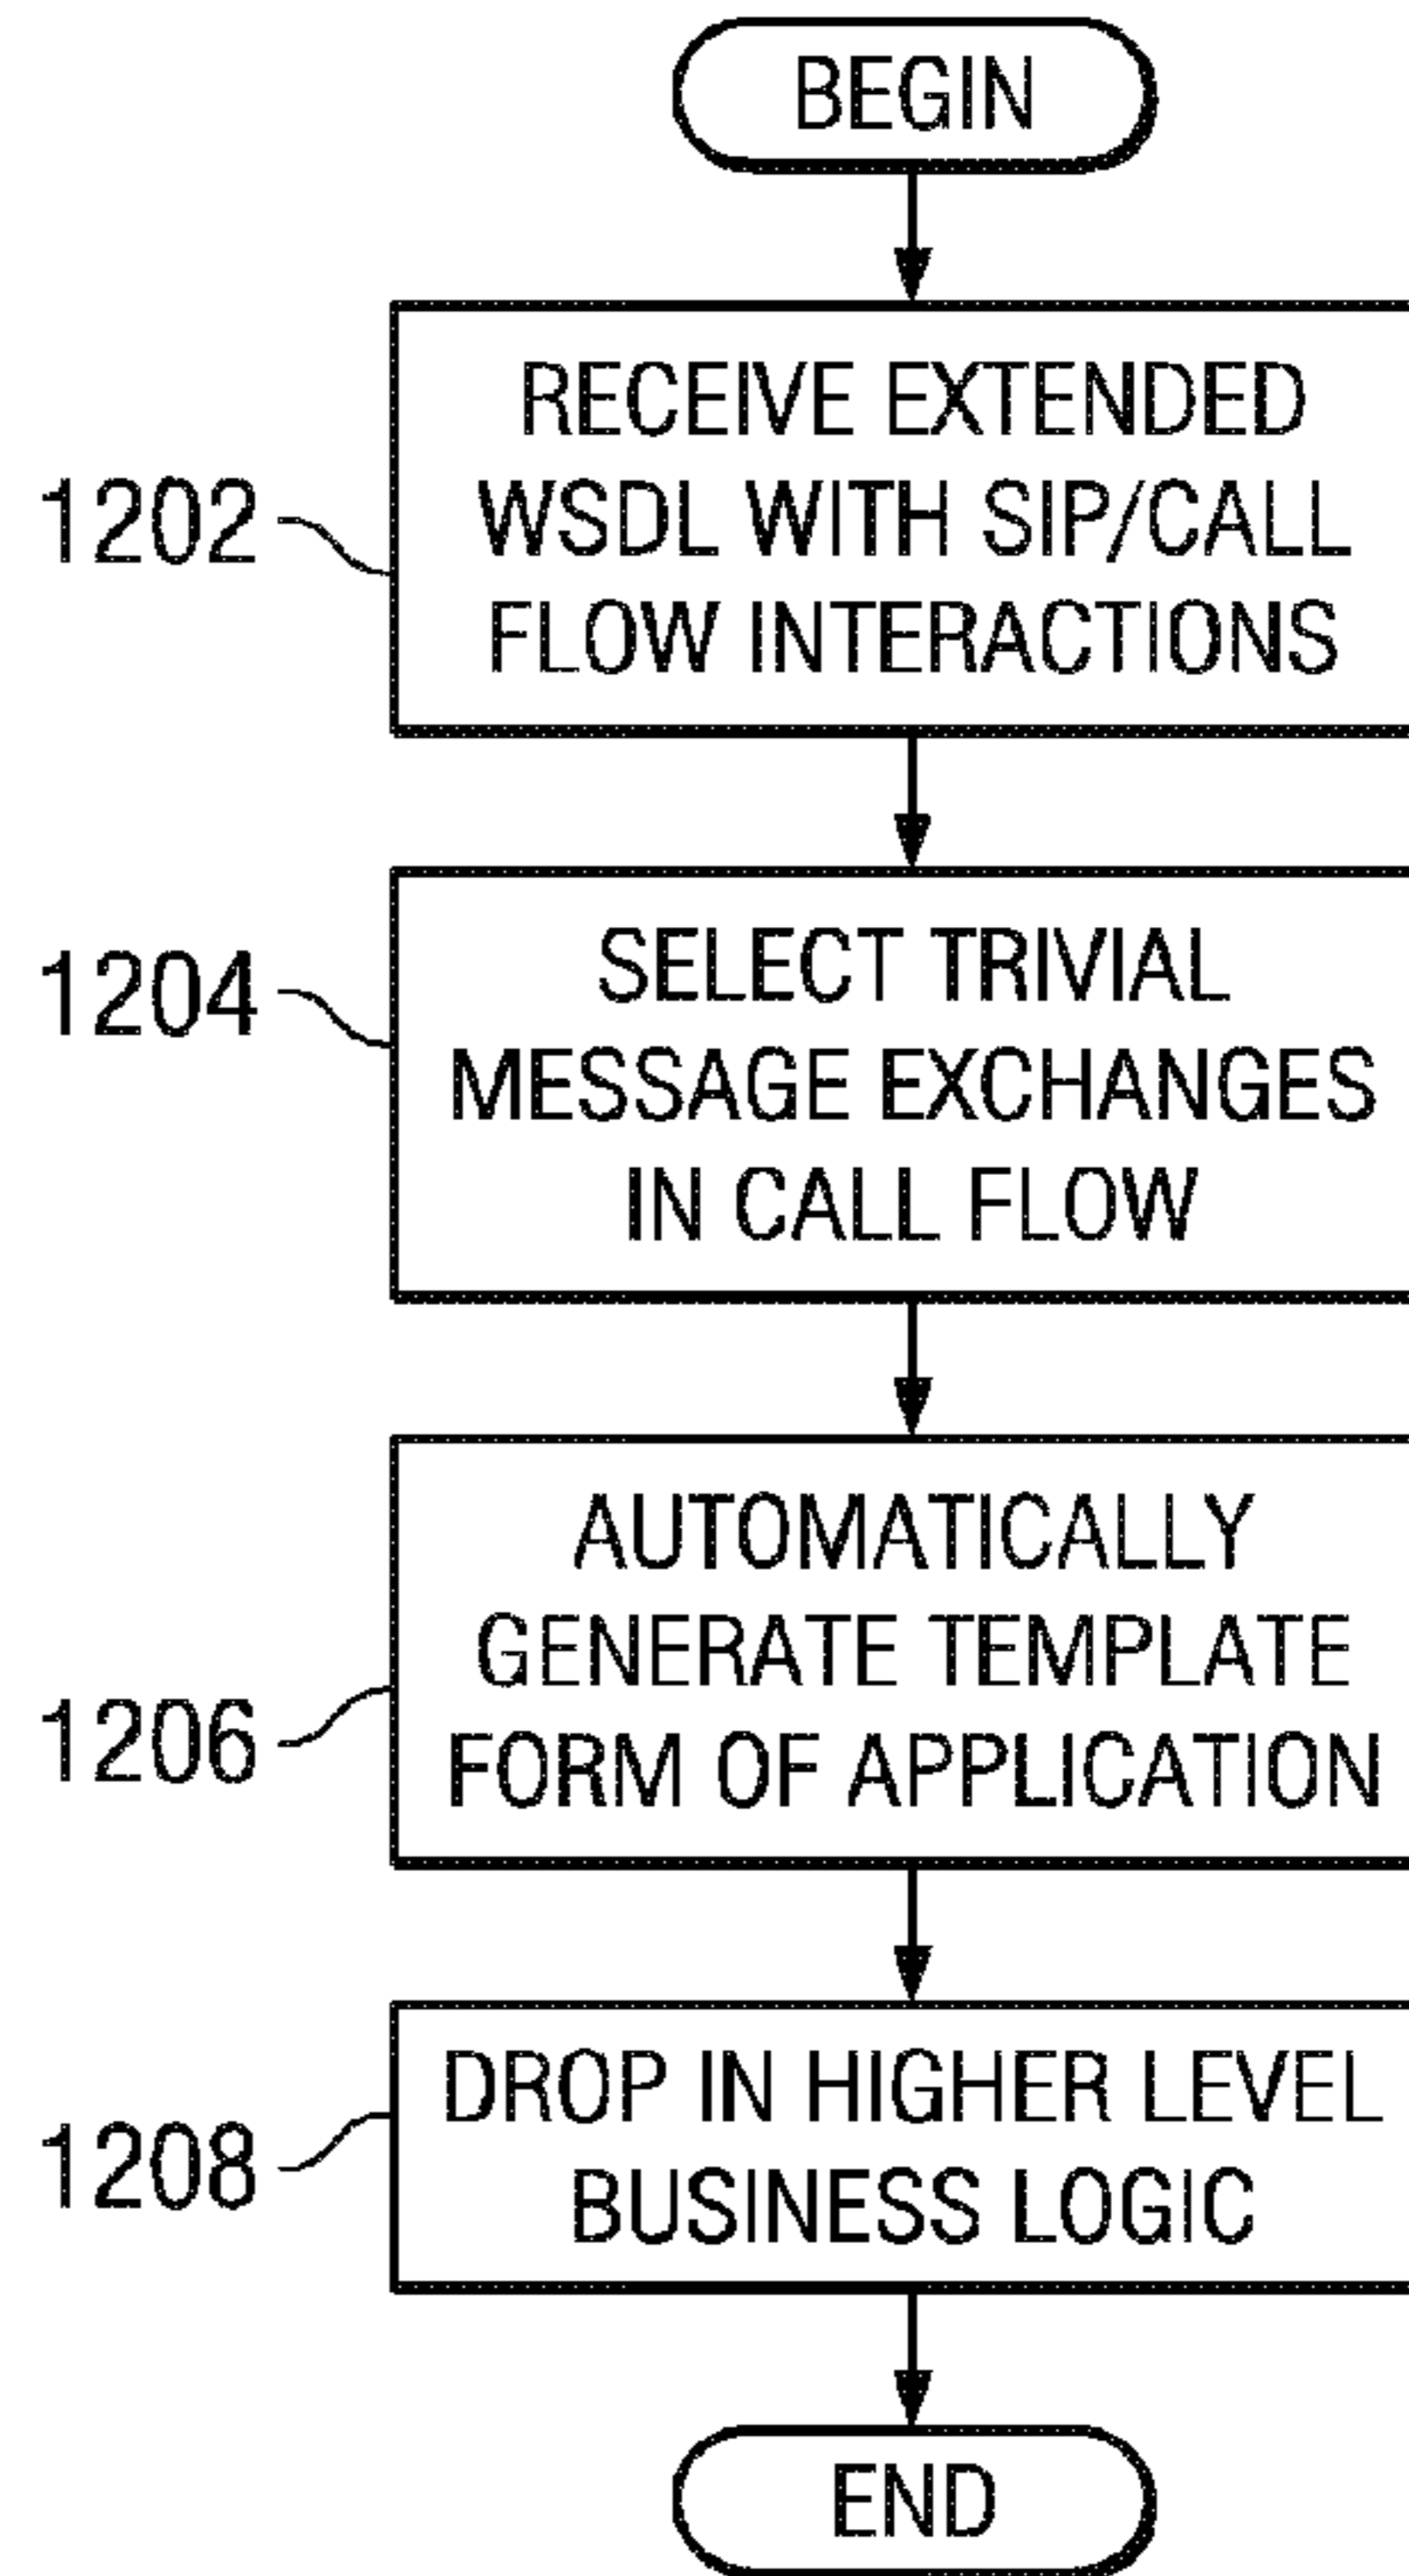 BEGIN
1202
RECEIVE EXTENDED
WSDL WITH SIP/CALL
FLOW INTERACTIONS
1204
SELECT TRIVIAL
MESSAGE EXCHANGES
IN CALL FLOW
1206
AUTOMATICALLY
GENERATE TEMPLATE
FORM OF APPLICATION
1208
DROP IN HIGHER LEVEL
BUSINESS LOGIC
END